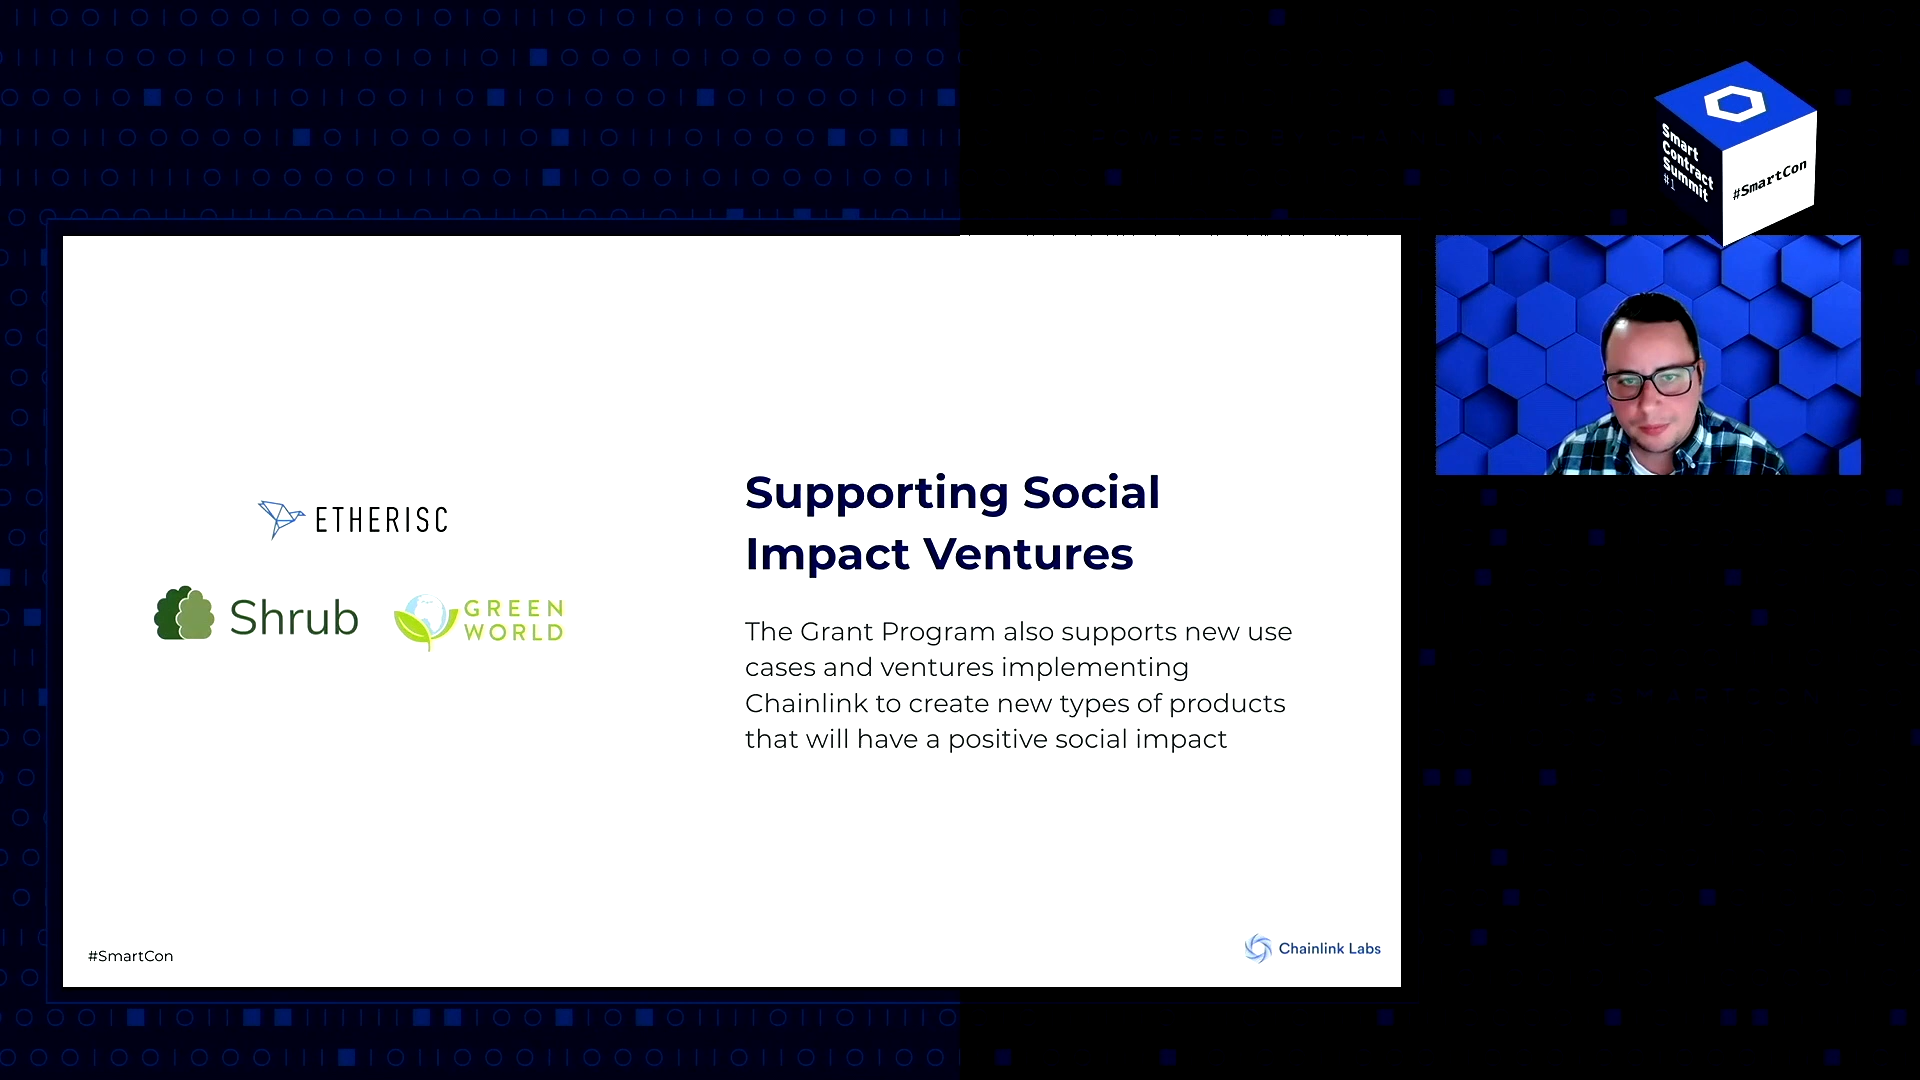 Smart
Contract
Summit
#1
#SmartCon
ETHERISC
Shrub
GREEN
WORLD
Supporting Social
Impact Ventures
The Grant Program also supports new use
cases and ventures implementing
Chainlink to create new types of products
that will have a positive social impact
#SmartCon
Chainlink Labs